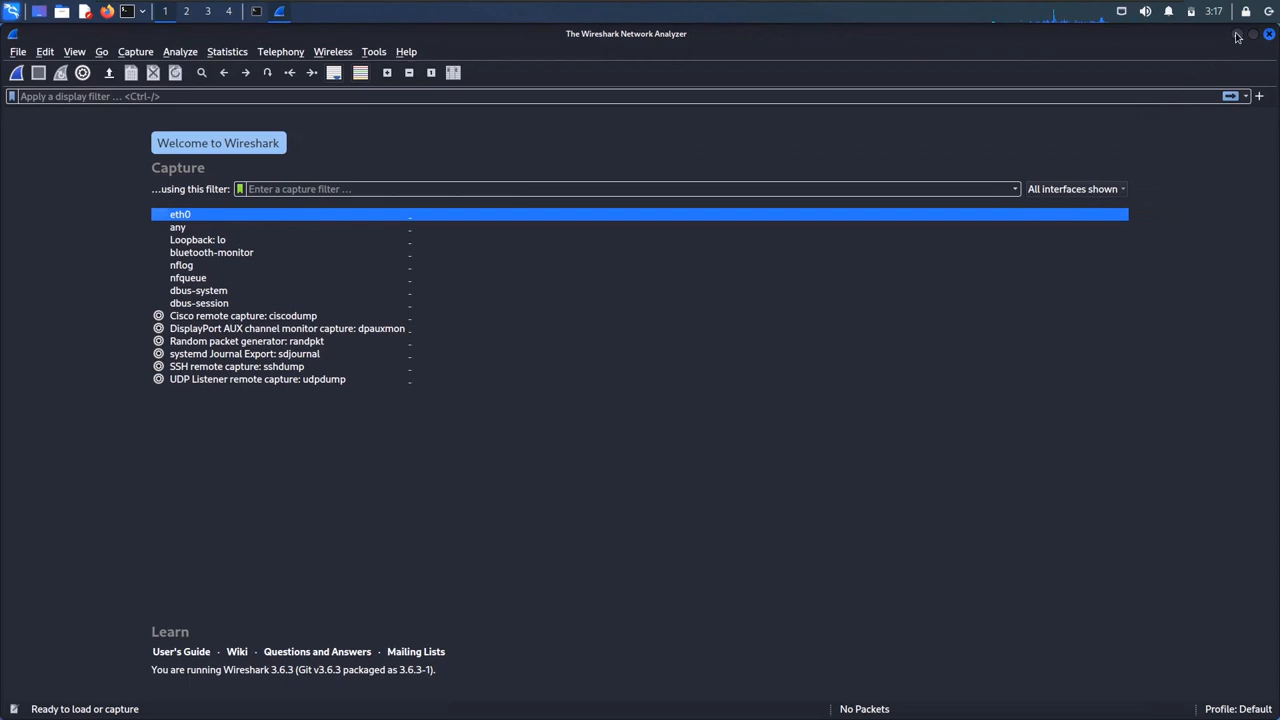 1 2 3 4 3:17
The Wireshark Network Analyzer
File Edit View Go Capture Analyze Statistics Telephony Wireless Tools Help
Apply a display filter … <Ctrl-/>
Welcome to Wireshark
Capture
…using this filter: Enter a capture filter … All interfaces shown
eth0
any
Loopback: lo
bluetooth-monitor
nflog
nfqueue
dbus-system
dbus-session
Cisco remote capture: ciscodump
DisplayPort AUX channel monitor capture: dpauxmon
Random packet generator: randpkt
systemd Journal Export: sdjournal
SSH remote capture: sshdump
UDP Listener remote capture: udpdump
Learn
User's Guide · Wiki · Questions and Answers · Mailing Lists
You are running Wireshark 3.6.3 (Git v3.6.3 packaged as 3.6.3-1).
Ready to load or capture No Packets Profile: Default